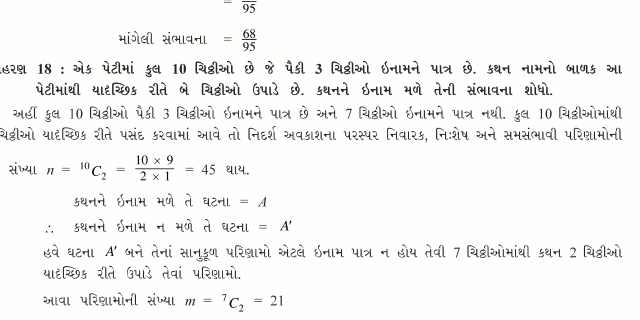 = 95
માંગેલી સંભાવના = 68/95
હરણ 18 : એક પેટીમાં કુલ 10 ચિઠ્ઠીઓ છે જે પૈકી 3 ચિઠ્ઠીઓ ઇનામને પાત્ર છે. કથન નામનો બાળક આ
પેટીમાંથી યાદૃચ્છિક રીતે બે ચિઠ્ઠીઓ ઉપાડે છે. કથનને ઇનામ મળે તેની સંભાવના શોધો.
અહીં કુલ 10 ચિઠ્ઠીઓ પૈકી 3 ચિઠ્ઠીઓ ઇનામને પાત્ર છે અને 7 ચિઠ્ઠીઓ ઇનામને પાત્ર નથી. કુલ 10 ચિઠ્ઠીઓમાંથી
ચિઠ્ઠીઓ યાદૃચ્છિક રીતે પસંદ કરવામાં આવે તો નિદર્શ અવકાશના પરસ્પર નિવારક, નિઃશેષ અને સમસંભાવી પરિણામોની
સંખ્યા n = ¹⁰C₂ = (10 × 9)/(2 × 1) = 45 થાય.
કથનને ઇનામ મળે તે ઘટના = A
∴ કથનને ઇનામ ન મળે તે ઘટના = A′
હવે ઘટના A′ બને તેનાં સાનુકૂળ પરિણામો એટલે ઇનામ પાત્ર ન હોય તેવી 7 ચિઠ્ઠીઓમાંથી કથન 2 ચિઠ્ઠીઓ
યાદૃચ્છિક રીતે ઉપાડે તેવાં પરિણામો.
આવા પરિણામોની સંખ્યા m = ⁷C₂ = 21